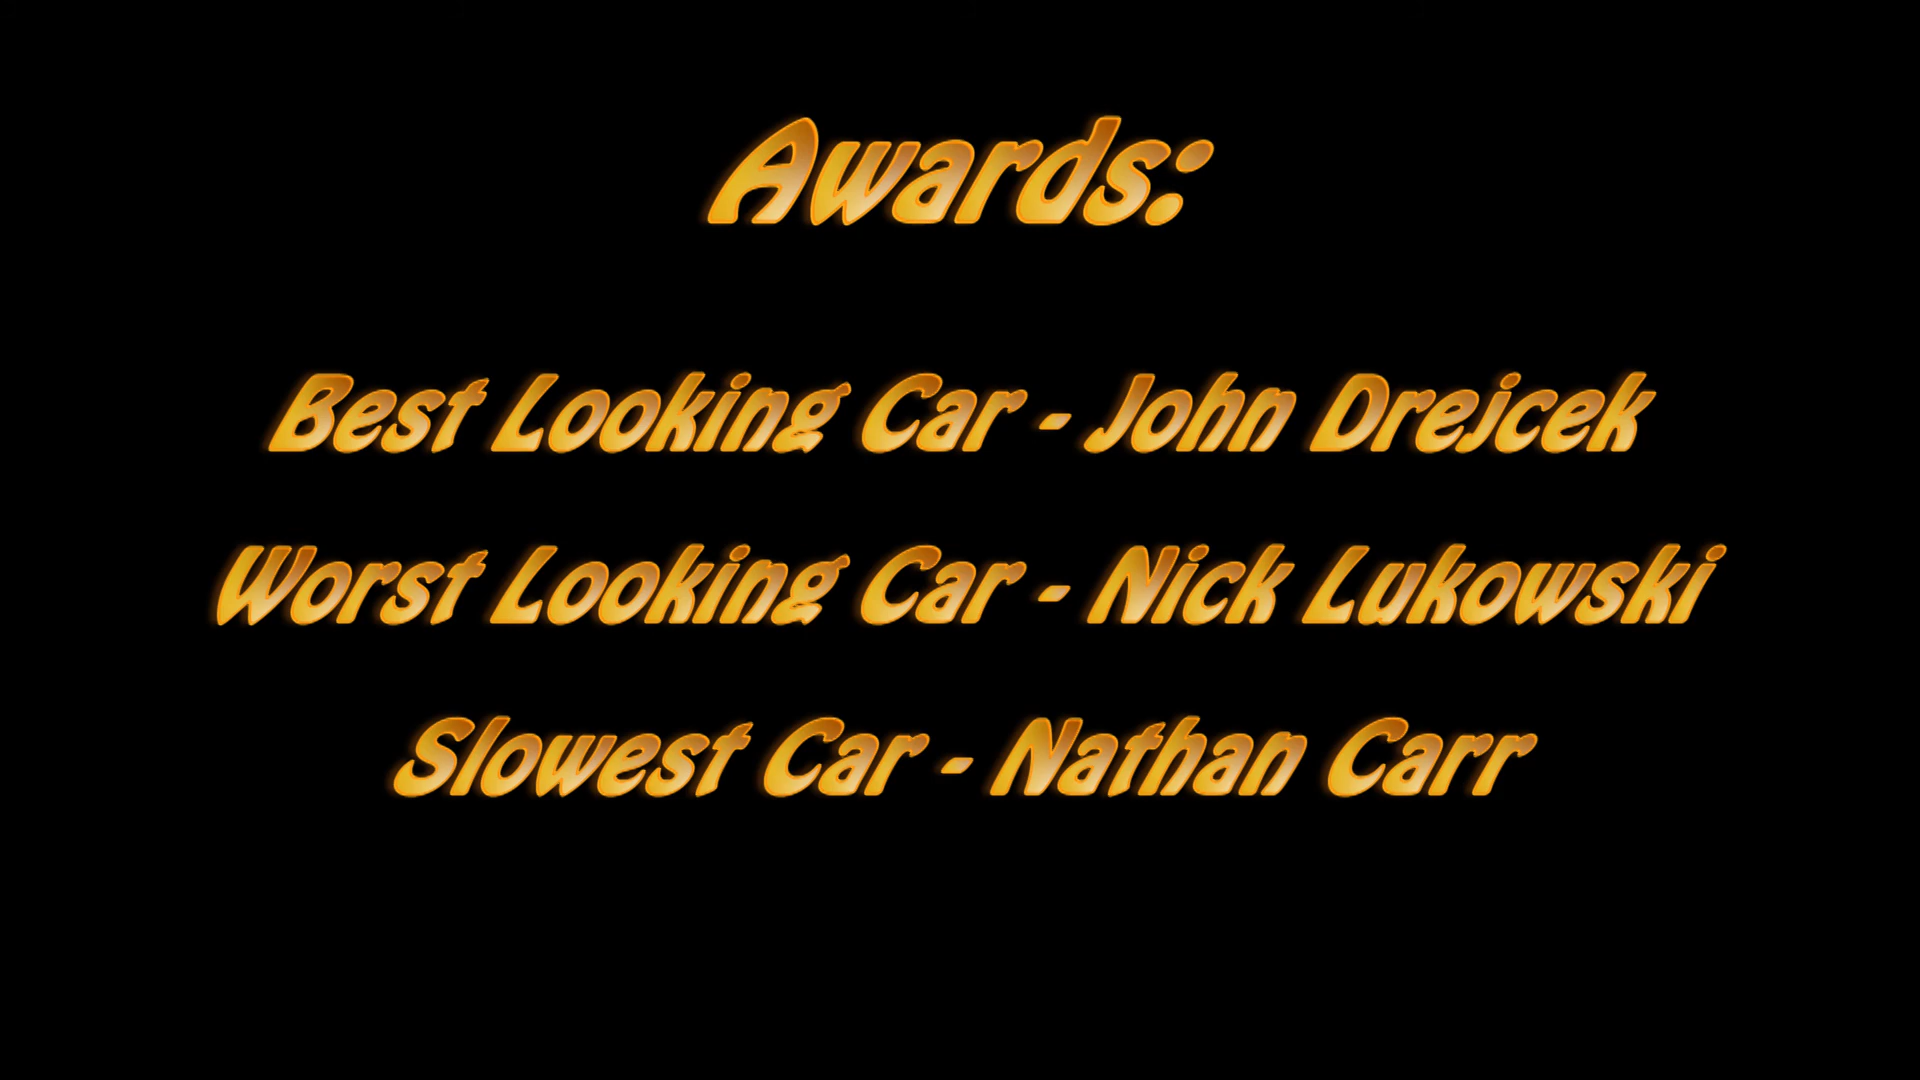 Awards:
Best Looking Car - John Drejcek
Worst Looking Car - Nick Lukowski
Slowest Car - Nathan Carr